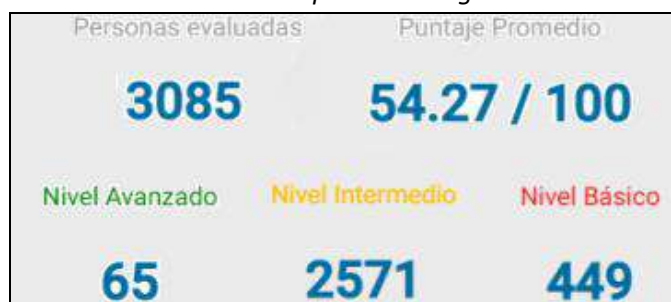 Personas evaluadas Puntaje Promedio
3085 54.27 / 100
Nivel Avanzado Nivel Intermedio Nivel Básico
65 2571 449